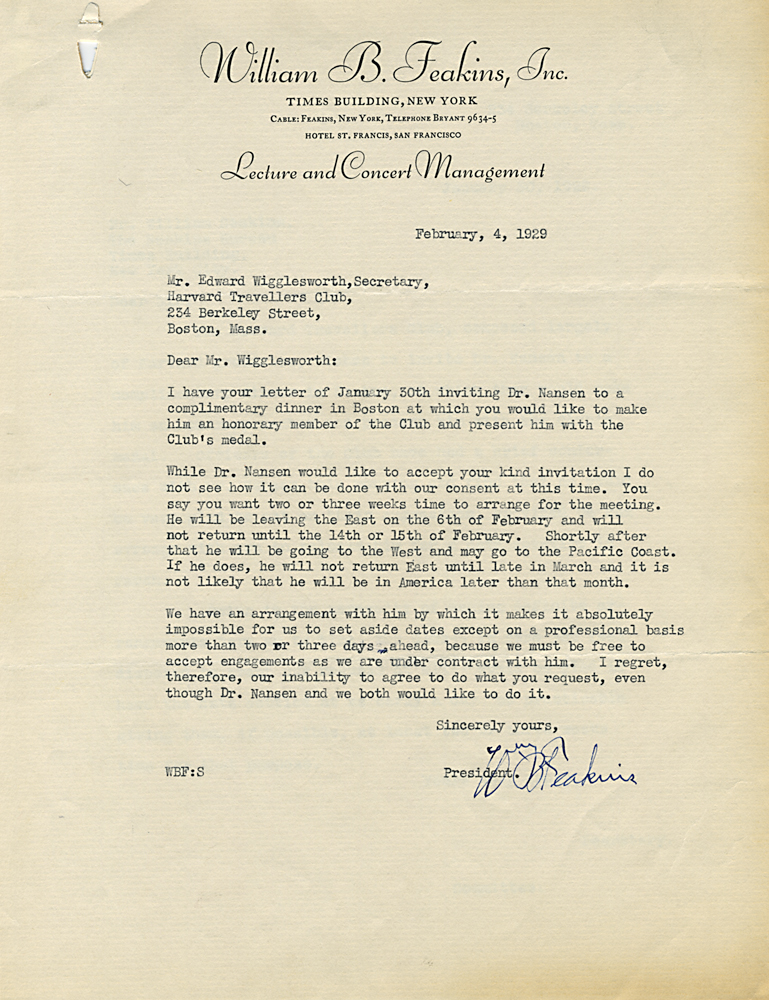 William B. Feakins, Inc.
TIMES BUILDING, NEW YORK
CABLE: FEAKINS, NEW YORK, TELEPHONE BRYANT 9634-5
HOTEL ST. FRANCIS, SAN FRANCISCO
Lecture and Concert Management
February, 4, 1929
Mr. Edward Wigglesworth,Secretary,
Harvard Travellers Club,
234 Berkeley Street,
Boston, Mass.
Dear Mr. Wigglesworth:
I have your letter of January 30th inviting Dr. Nansen to a
complimentary dinner in Boston at which you would like to make
him an honorary member of the Club and present him with the
Club's medal.
While Dr. Nansen would like to accept your kind invitation I do
not see how it can be done with our consent at this time. You
say you want two or three weeks time to arrange for the meeting.
He will be leaving the East on the 6th of February and will
not return until the 14th or 15th of February. Shortly after
that he will be going to the West and may go to the Pacific Coast.
If he does, he will not return East until late in March and it is
not likely that he will be in America later than that month.
We have an arrangement with him by which it makes it absolutely
impossible for us to set aside dates except on a professional basis
more than two or three days ahead, because we must be free to
accept engagements as we are under contract with him. I regret,
therefore, our inability to agree to do what you request, even
though Dr. Nansen and we both would like to do it.
Sincerely yours,
W B Feakins
WBF:S President.